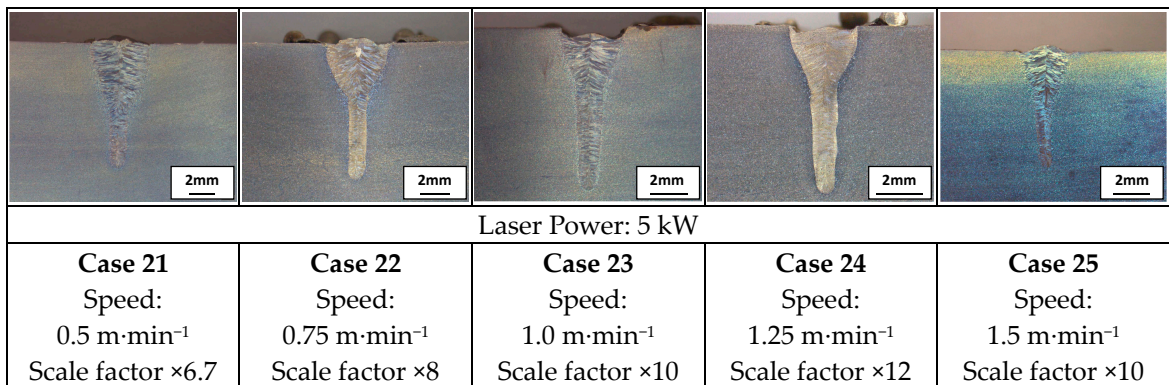 2mm 2mm 2mm 2mm 2mm
Laser Power: 5 kW
Case 21 Case 22 Case 23 Case 24 Case 25
Speed: Speed: Speed: Speed: Speed:
0.5 m·min⁻¹ 0.75 m·min⁻¹ 1.0 m·min⁻¹ 1.25 m·min⁻¹ 1.5 m·min⁻¹
Scale factor ×6.7 Scale factor ×8 Scale factor ×10 Scale factor ×12 Scale factor ×10